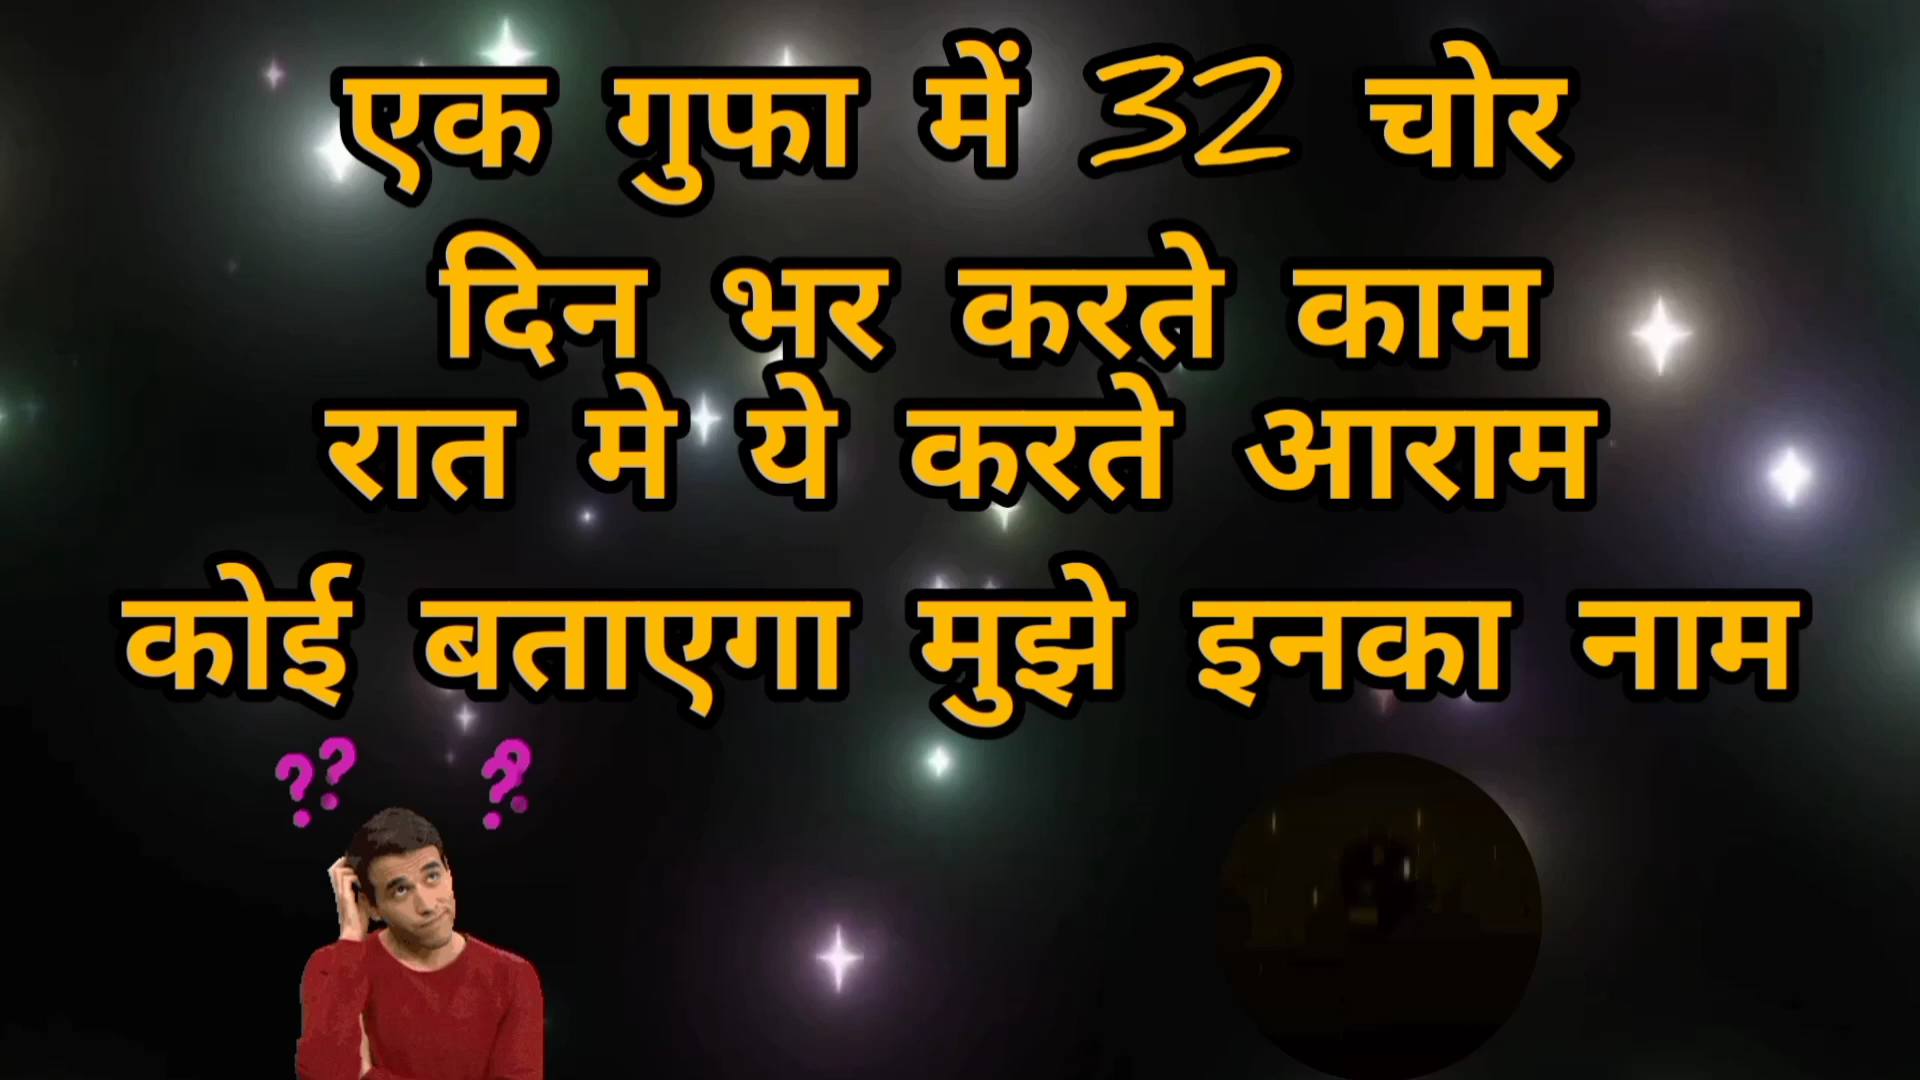 एक गुफा में 32 चोर
दिन भर करते काम
रात मे ये करते आराम
कोई बताएगा मुझे इनका नाम
?? ??